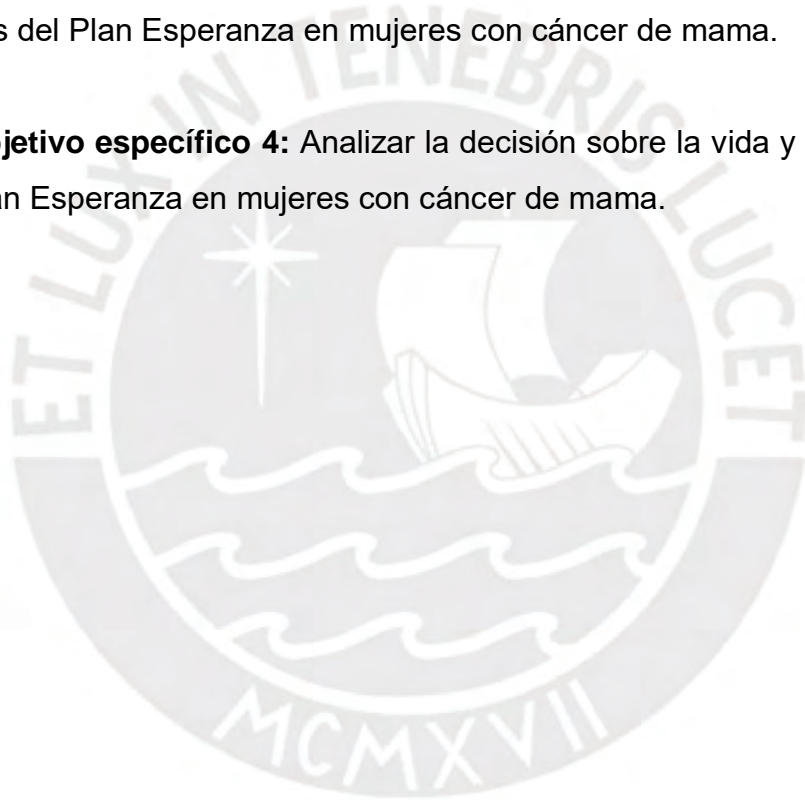 s del Plan Esperanza en mujeres con cáncer de mama.
jetivo específico 4: Analizar la decisión sobre la vida y
an Esperanza en mujeres con cáncer de mama.
ET LUX IN TENEBRIS LUCET
MCMXVII